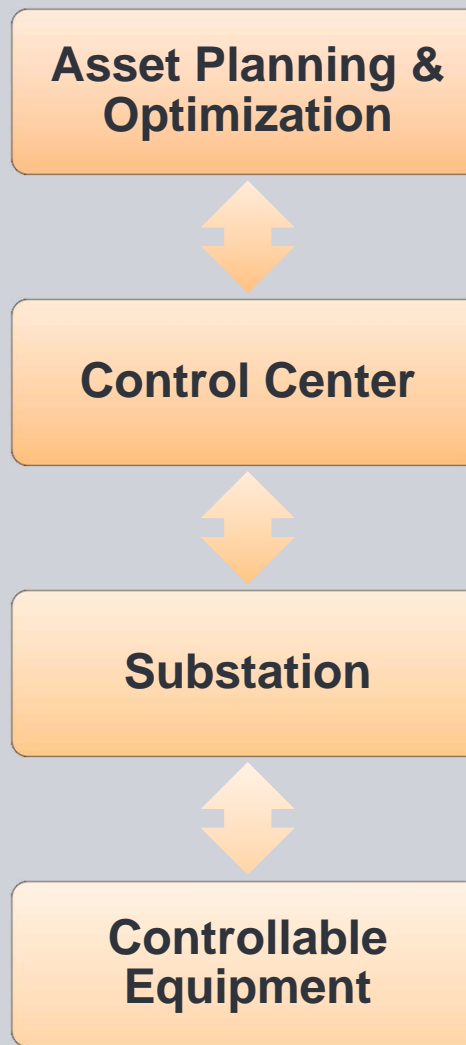 Asset Planning &
Optimization
Control Center
Substation
Controllable
Equipment